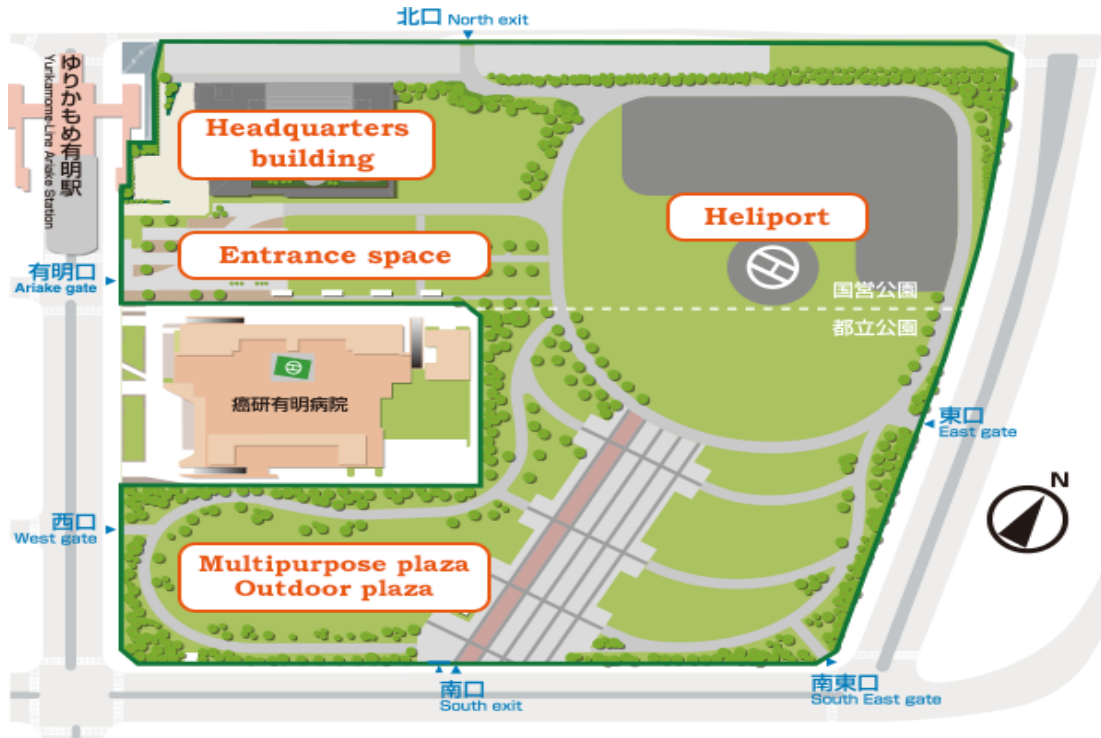 北口 North exit
ゆりかもめ有明駅
Yurikamome-Line Ariake Station
Headquarters
building
Heliport
Entrance space
有明口
Ariake gate
国営公園
都立公園
癌研有明病院
東口
East gate
N
西口
West gate
Multipurpose plaza
Outdoor plaza
南口
South exit
南東口
South East gate